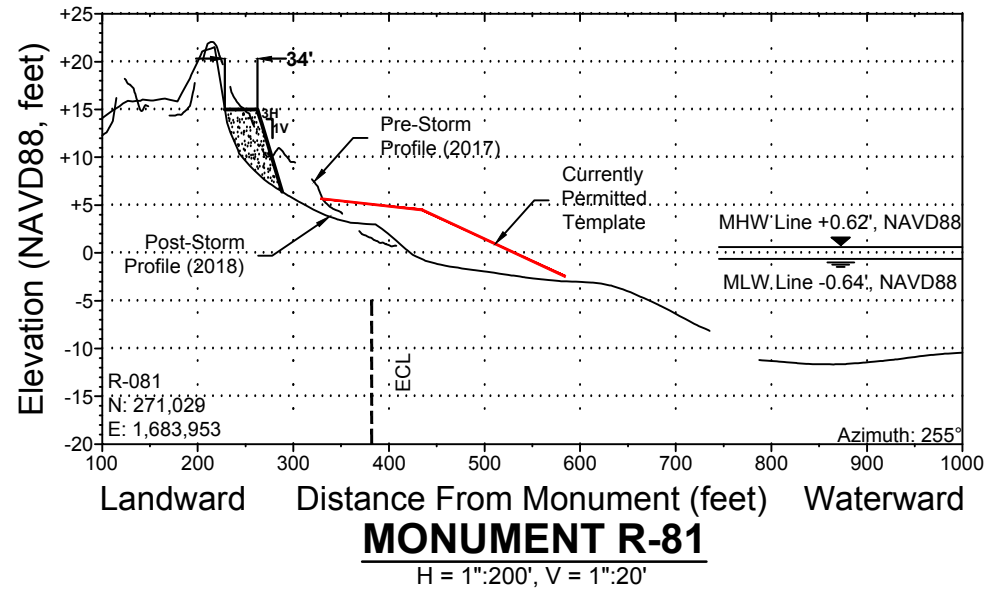 +25
+20
+15
+10
+5
0
-5
-10
-15
-20
Elevation (NAVD88, feet)
34'
3H
1V
Pre-Storm
Profile (2017)
Currently
Permitted
Template
Post-Storm
Profile (2018)
MHW Line +0.62', NAVD88
MLW Line -0.64', NAVD88
ECL
R-081
N: 271,029
E: 1,683,953
Azimuth: 255°
100 200 300 400 500 600 700 800 900 1000
Landward Distance From Monument (feet) Waterward
MONUMENT R-81
H = 1":200', V = 1":20'